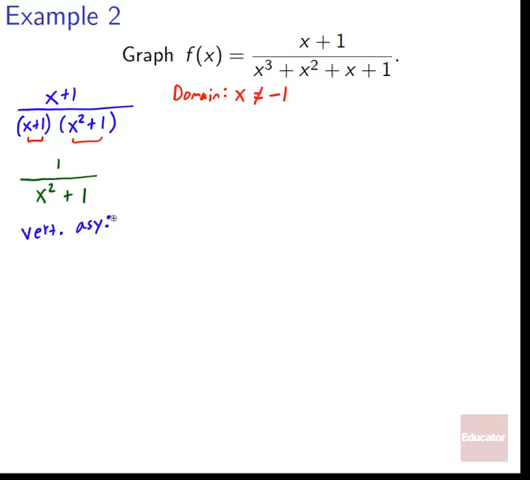 Example 2
Graph f(x) = (x + 1)/(x³ + x² + x + 1).
x+1
(x+1) (x²+1)
Domain: x ≠ -1
1
x² + 1
vert. asy:
Educator